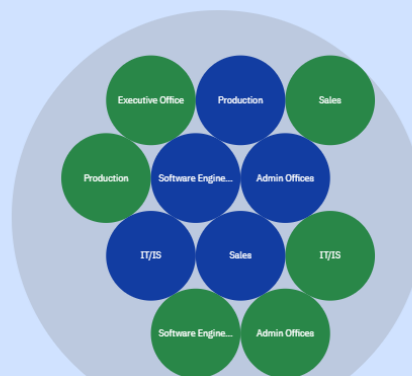 Executive Office
Production
Sales
Production
Software Engine...
Admin Offices
IT/IS
Sales
IT/IS
Software Engine...
Admin Offices